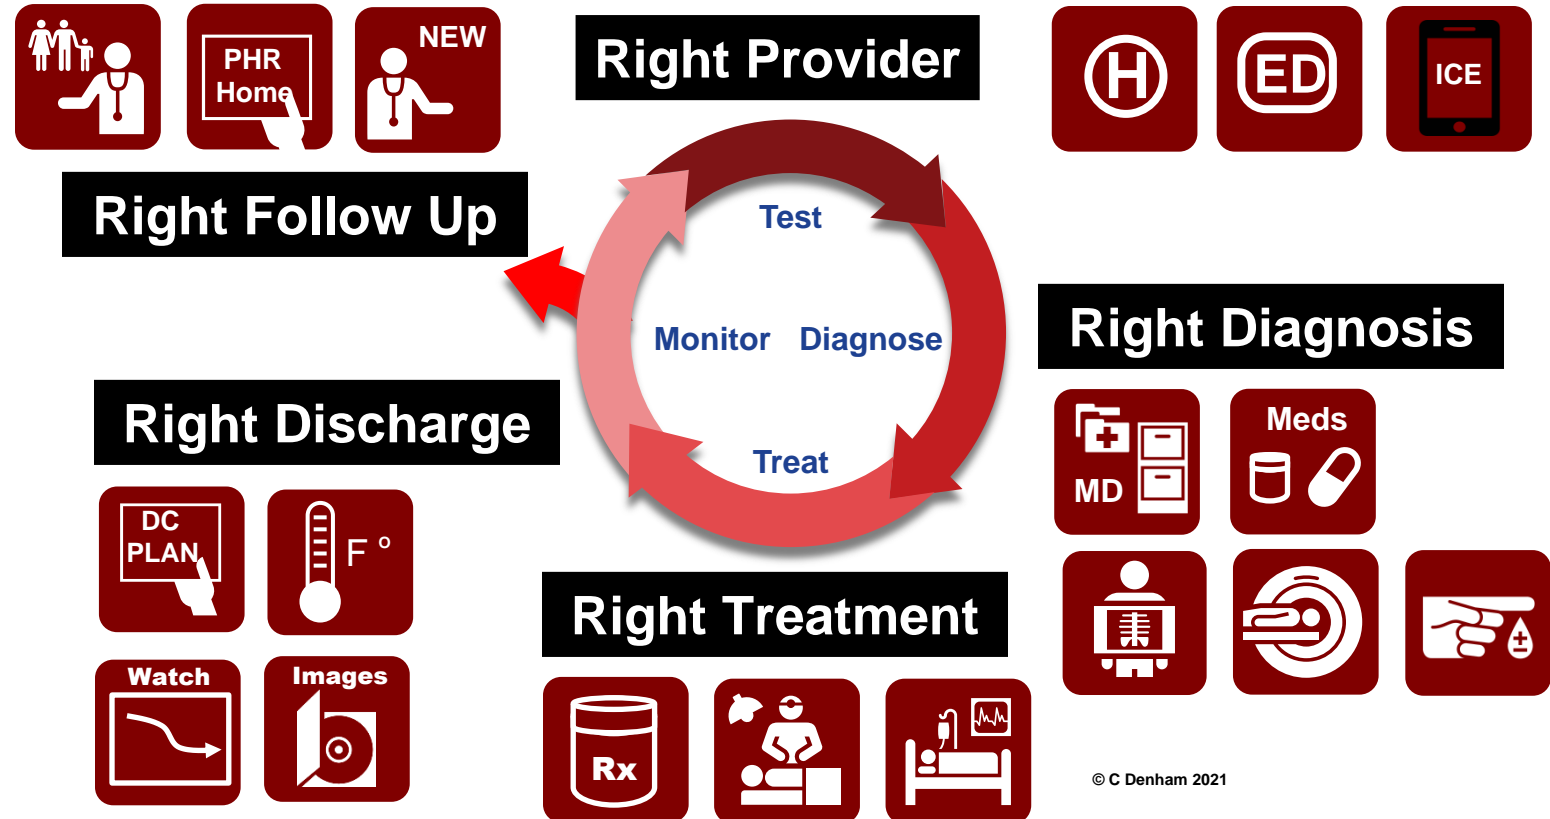 NEW
PHR
Home
Right Provider
H
ED
ICE
Right Follow Up
Test
Monitor
Diagnose
Treat
Right Diagnosis
MD
Meds
Right Discharge
DC
PLAN
F °
Watch
Images
Right Treatment
Rx
© C Denham 2021